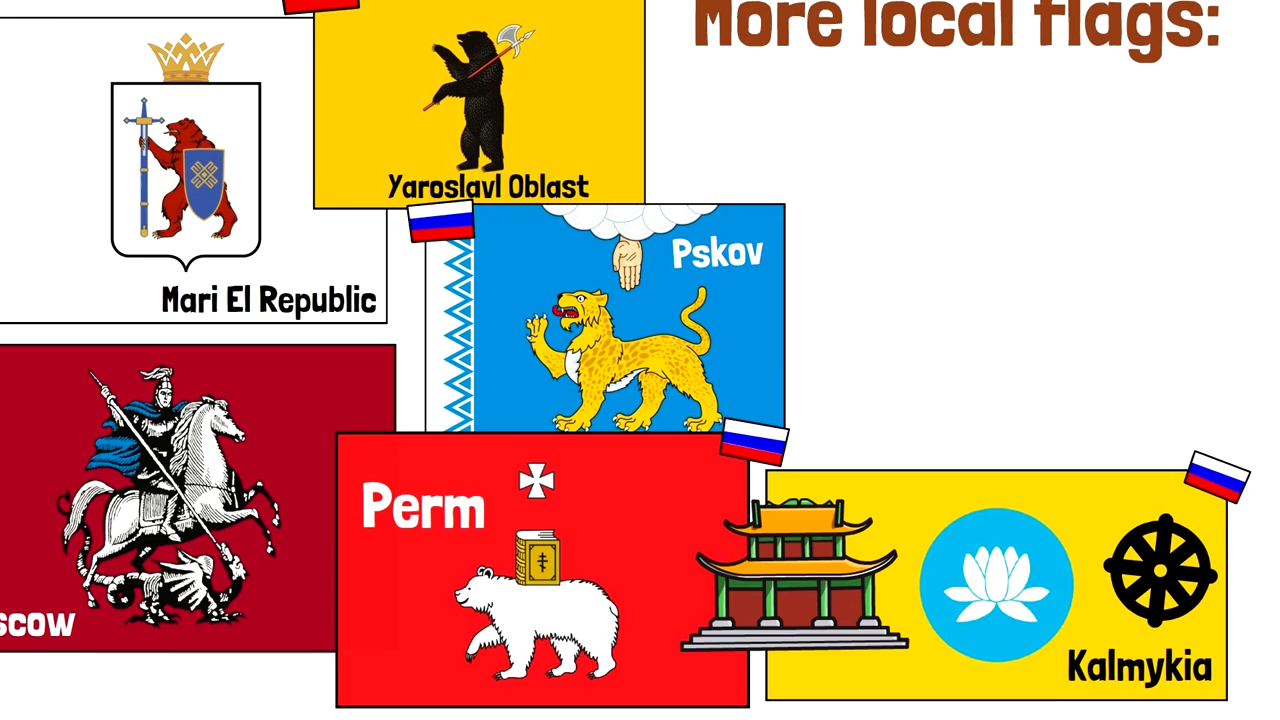 More local flags:
Yaroslavl Oblast
Pskov
Mari El Republic
Perm
scow
Kalmykia